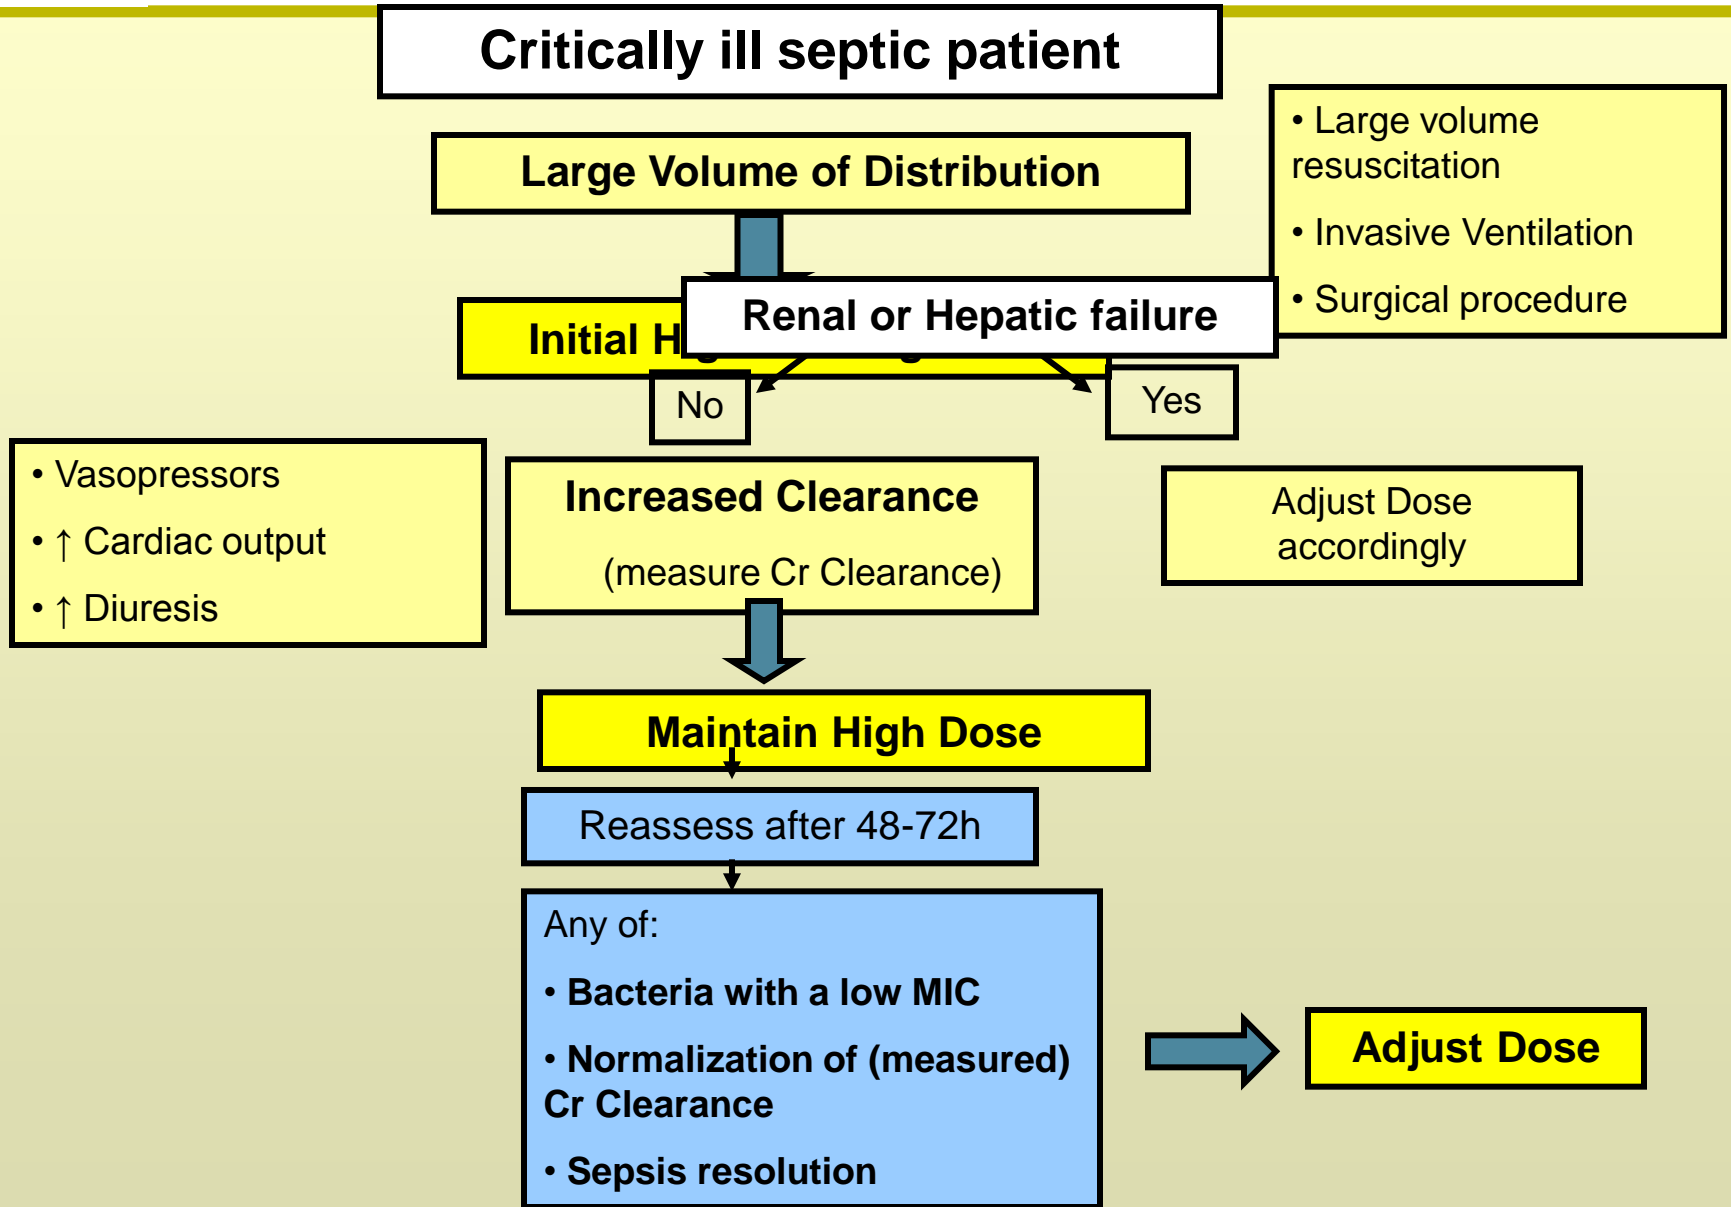 Critically ill septic patient
Large Volume of Distribution
• Large volume
resuscitation
• Invasive Ventilation
• Surgical procedure
Renal or Hepatic failure
Initial
No
Yes
• Vasopressors
• ↑ Cardiac output
• ↑ Diuresis
Increased Clearance
(measure Cr Clearance)
Adjust Dose
accordingly
Maintain High Dose
Reassess after 48-72h
Any of:
• Bacteria with a low MIC
• Normalization of (measured)
Cr Clearance
• Sepsis resolution
Adjust Dose